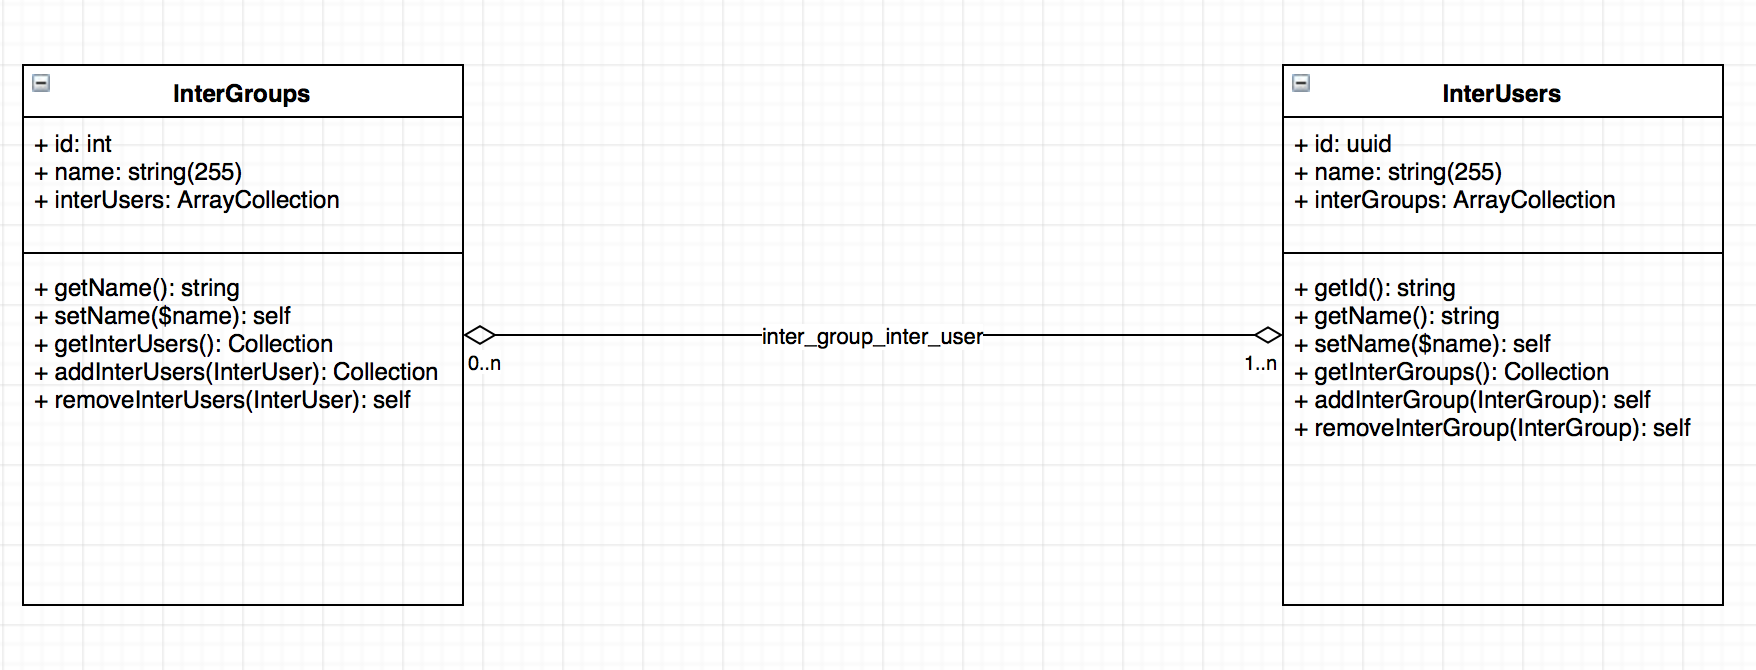 InterGroups
+ id: int
+ name: string(255)
+ interUsers: ArrayCollection
+ getName(): string
+ setName($name): self
+ getInterUsers(): Collection
+ addInterUsers(InterUser): Collection
+ removeInterUsers(InterUser): self
inter_group_inter_user
0..n
1..n
InterUsers
+ id: uuid
+ name: string(255)
+ interGroups: ArrayCollection
+ getId(): string
+ getName(): string
+ setName($name): self
+ getInterGroups(): Collection
+ addInterGroup(InterGroup): self
+ removeInterGroup(InterGroup): self